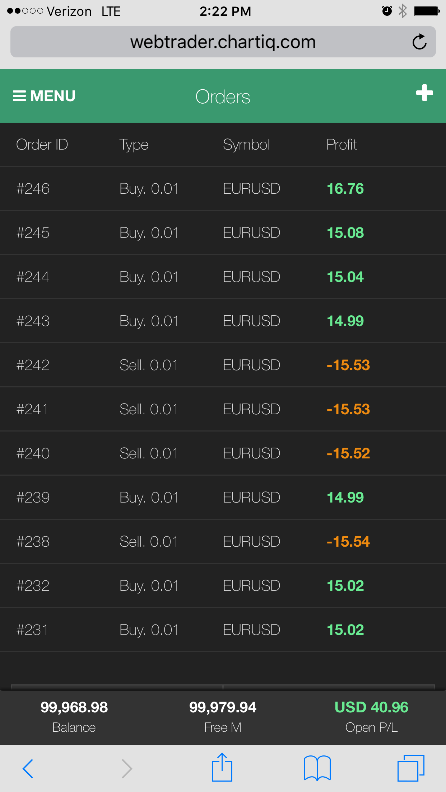 Verizon LTE 2:22 PM
webtrader.chartiq.com
MENU Orders
Order ID Type Symbol Profit
#246 Buy. 0.01 EURUSD 16.76
#245 Buy. 0.01 EURUSD 15.08
#244 Buy. 0.01 EURUSD 15.04
#243 Buy. 0.01 EURUSD 14.99
#242 Sell. 0.01 EURUSD -15.53
#241 Sell. 0.01 EURUSD -15.53
#240 Sell. 0.01 EURUSD -15.52
#239 Buy. 0.01 EURUSD 14.99
#238 Sell. 0.01 EURUSD -15.54
#232 Buy. 0.01 EURUSD 15.02
#231 Buy. 0.01 EURUSD 15.02
99,968.98 99,979.94 USD 40.96
Balance Free M Open P/L